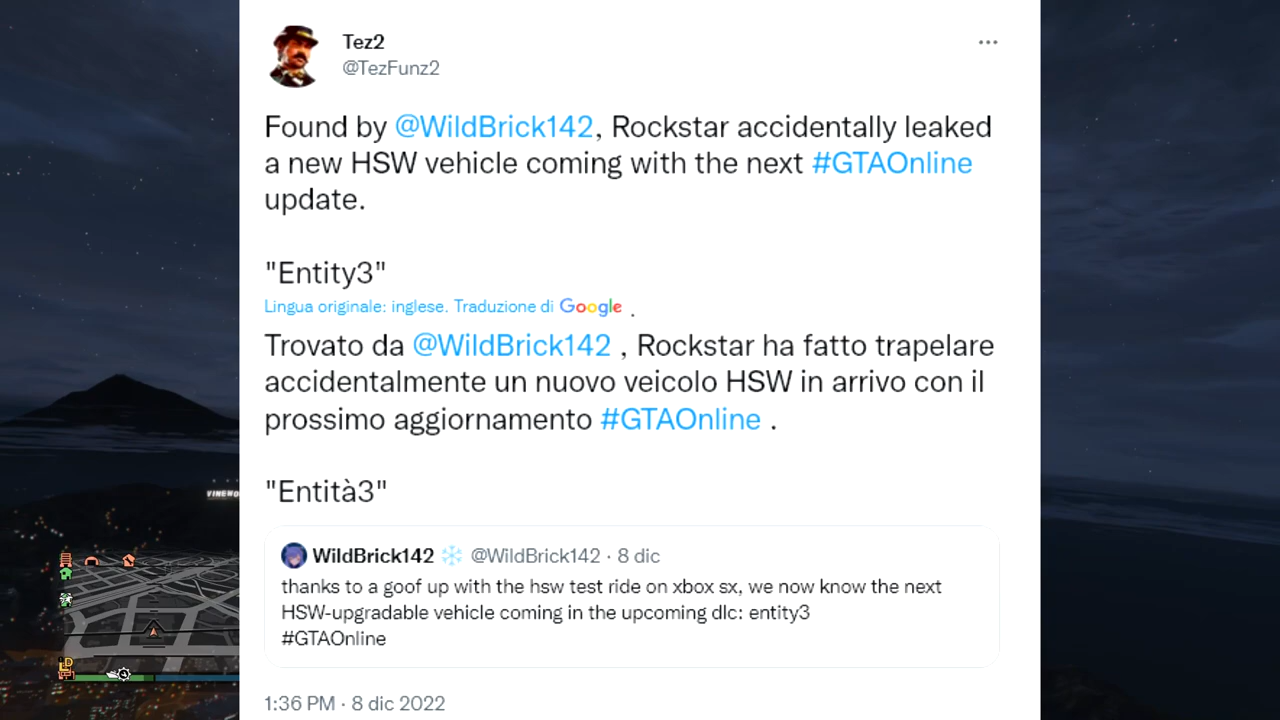 Tez2
@TezFunz2
Found by @WildBrick142, Rockstar accidentally leaked
a new HSW vehicle coming with the next #GTAOnline
update.
"Entity3"
Lingua originale: inglese. Traduzione di Google .
Trovato da @WildBrick142 , Rockstar ha fatto trapelare
accidentalmente un nuovo veicolo HSW in arrivo con il
prossimo aggiornamento #GTAOnline .
"Entità3"
WildBrick142 ❄️ @WildBrick142 · 8 dic
thanks to a goof up with the hsw test ride on xbox sx, we now know the next
HSW-upgradable vehicle coming in the upcoming dlc: entity3
#GTAOnline
1:36 PM · 8 dic 2022
VINEWO